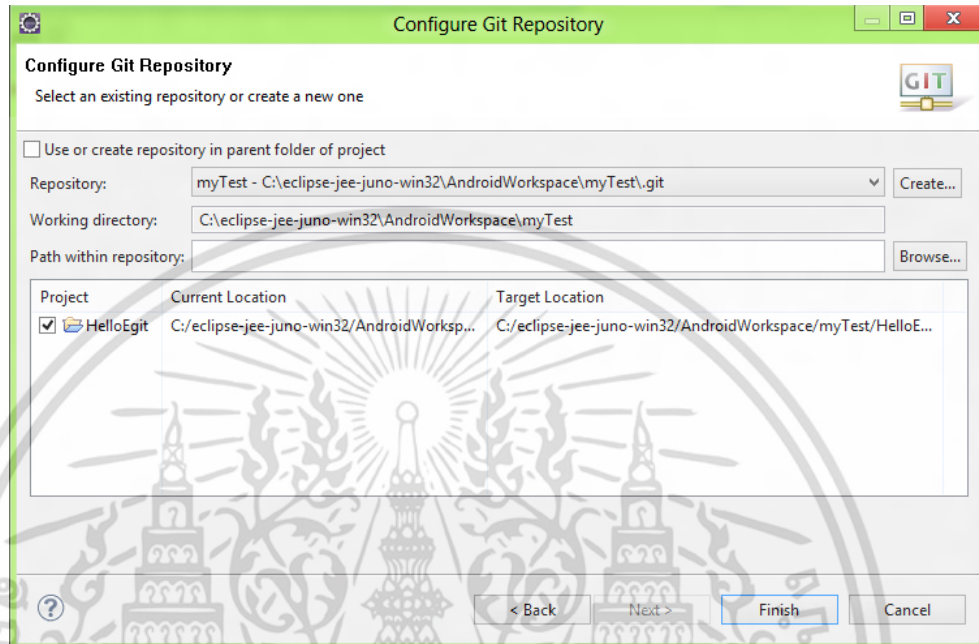 Configure Git Repository
Configure Git Repository
Select an existing repository or create a new one
GIT
Use or create repository in parent folder of project
Repository: myTest - C:\eclipse-jee-juno-win32\AndroidWorkspace\myTest\.git Create...
Working directory: C:\eclipse-jee-juno-win32\AndroidWorkspace\myTest
Path within repository: Browse...
Project Current Location Target Location
HelloEgit C:/eclipse-jee-juno-win32/AndroidWorksp... C:/eclipse-jee-juno-win32/AndroidWorkspace/myTest/HelloE...
< Back Next > Finish Cancel